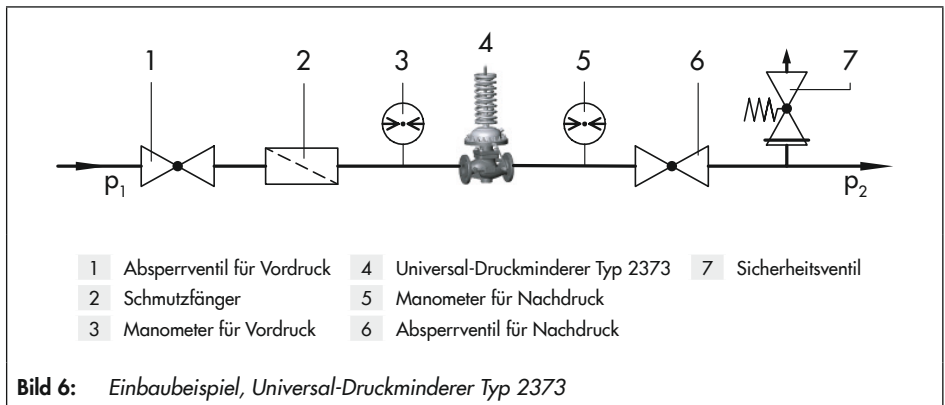 1 2 3 4 5 6 7
p1 p2
1 Absperrventil für Vordruck 4 Universal-Druckminderer Typ 2373 7 Sicherheitsventil
2 Schmutzfänger 5 Manometer für Nachdruck
3 Manometer für Vordruck 6 Absperrventil für Nachdruck
Bild 6: Einbaubeispiel, Universal-Druckminderer Typ 2373